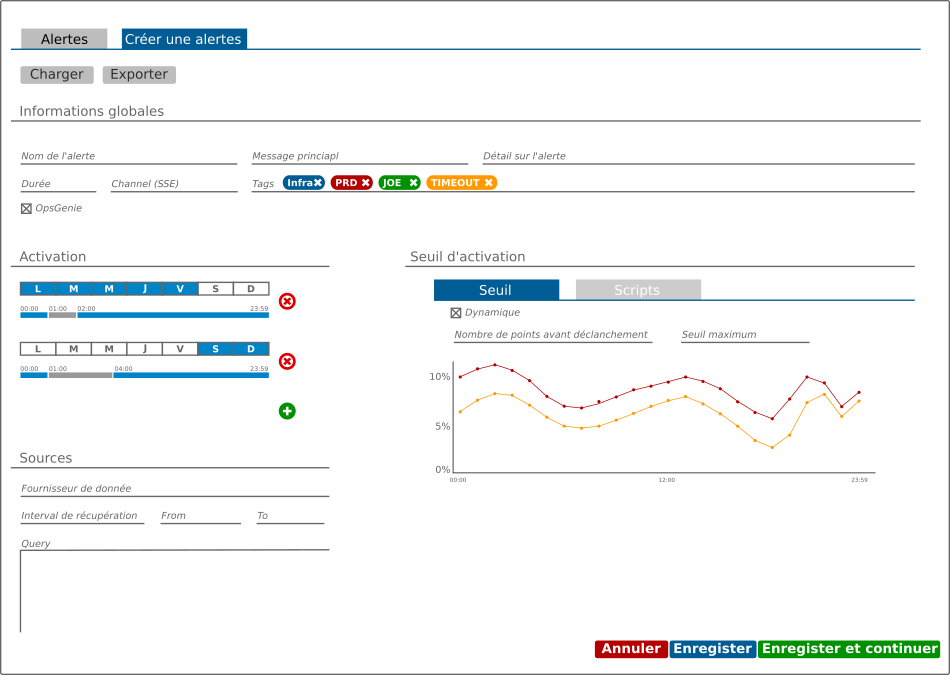 Alertes Créer une alertes
Charger Exporter
Informations globales
Nom de l'alerte Message princiapl Détail sur l'alerte
Durée Channel (SSE) Tags Infra PRD JOE TIMEOUT
OpsGenie
Activation
L M M J V S D
00:00 01:00 02:00 23:59
L M M J V S D
00:00 01:00 04:00 23:59
Sources
Fournisseur de donnée
Interval de récupération From To
Query
Seuil d'activation
Seuil Scripts
Dynamique
Nombre de points avant déclanchement Seuil maximum
10%
5%
0%
00:00 12:00 23:59
Annuler Enregister Enregister et continuer